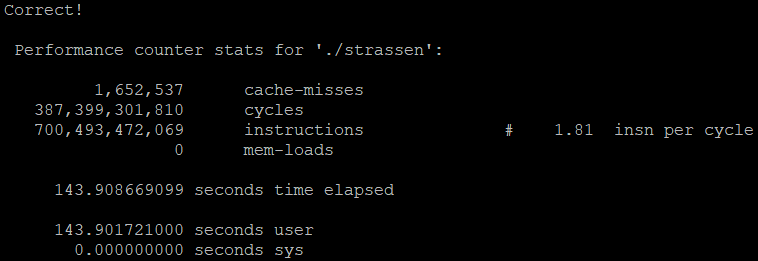 Correct!
Performance counter stats for './strassen':
1,652,537 cache-misses
387,399,301,810 cycles
700,493,472,069 instructions # 1.81 insn per cycle
0 mem-loads
143.908669099 seconds time elapsed
143.901721000 seconds user
0.000000000 seconds sys